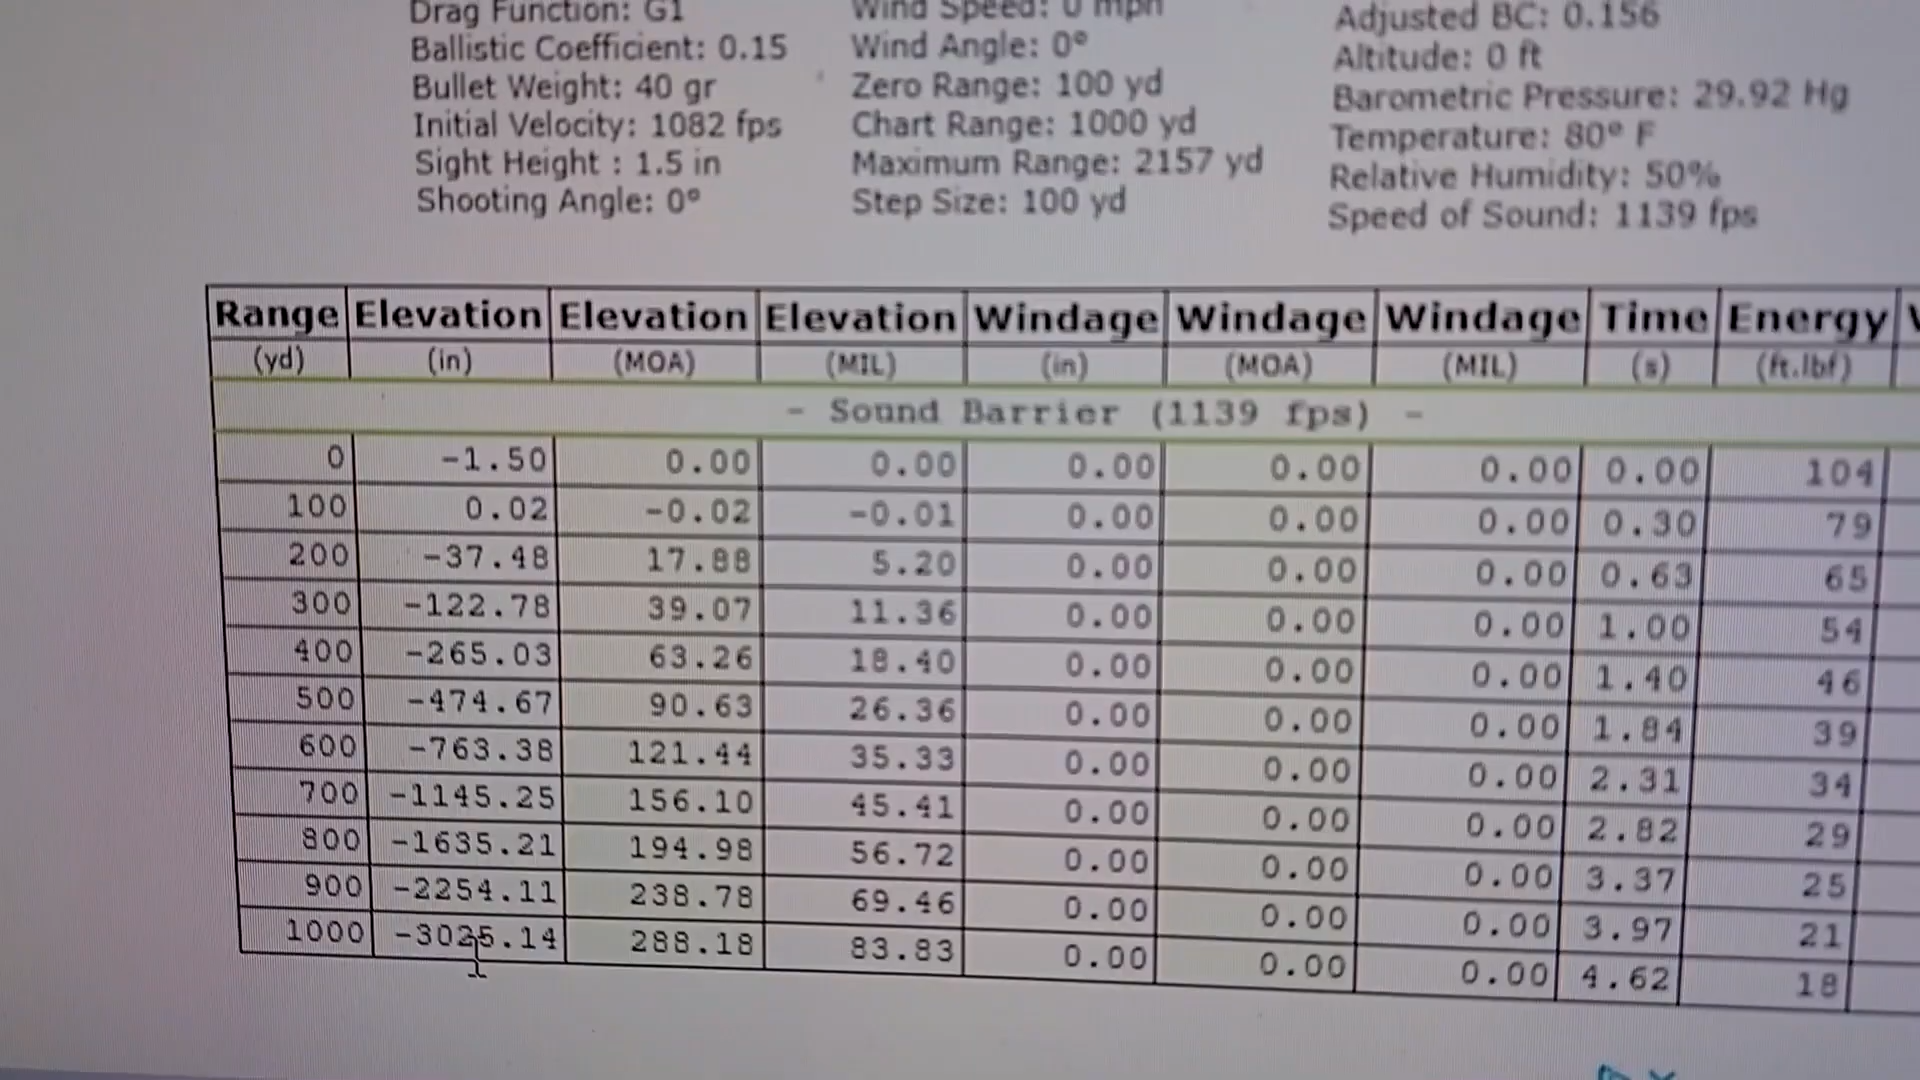 Drag Function: G1 Wind Speed: 0 mph Adjusted BC: 0.156
Ballistic Coefficient: 0.15 Wind Angle: 0° Altitude: 0 ft
Bullet Weight: 40 gr Zero Range: 100 yd Barometric Pressure: 29.92 Hg
Initial Velocity: 1082 fps Chart Range: 1000 yd Temperature: 80° F
Sight Height : 1.5 in Maximum Range: 2157 yd Relative Humidity: 50%
Shooting Angle: 0° Step Size: 100 yd Speed of Sound: 1139 fps
Range Elevation Elevation Elevation Windage Windage Windage Time Energy
(yd) (in) (MOA) (MIL) (in) (MOA) (MIL) (s) (ft.lbf)
- Sound Barrier (1139 fps) -
0 -1.50 0.00 0.00 0.00 0.00 0.00 0.00 104
100 0.02 -0.02 -0.01 0.00 0.00 0.00 0.30 79
200 -37.48 17.88 5.20 0.00 0.00 0.00 0.63 65
300 -122.78 39.07 11.36 0.00 0.00 0.00 1.00 54
400 -265.03 63.26 18.40 0.00 0.00 0.00 1.40 46
500 -474.67 90.63 26.36 0.00 0.00 0.00 1.84 39
600 -763.38 121.44 35.33 0.00 0.00 0.00 2.31 34
700 -1145.25 156.10 45.41 0.00 0.00 0.00 2.82 29
800 -1635.21 194.98 56.72 0.00 0.00 0.00 3.37 25
900 -2254.11 238.78 69.46 0.00 0.00 0.00 3.97 21
1000 -3025.14 288.18 83.83 0.00 0.00 0.00 4.62 18